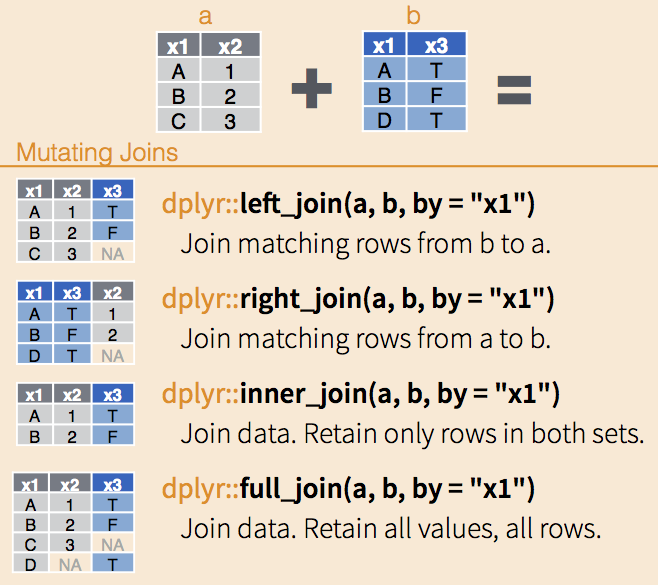 a b
x1 x2 x1 x3
A 1 A T
B 2 B F
C 3 D T
+ =
Mutating Joins
x1 x2 x3
A 1 T
B 2 F
C 3 NA
dplyr::left_join(a, b, by = "x1")
Join matching rows from b to a.
x1 x3 x2
A T 1
B F 2
D T NA
dplyr::right_join(a, b, by = "x1")
Join matching rows from a to b.
x1 x2 x3
A 1 T
B 2 F
dplyr::inner_join(a, b, by = "x1")
Join data. Retain only rows in both sets.
x1 x2 x3
A 1 T
B 2 F
C 3 NA
D NA T
dplyr::full_join(a, b, by = "x1")
Join data. Retain all values, all rows.